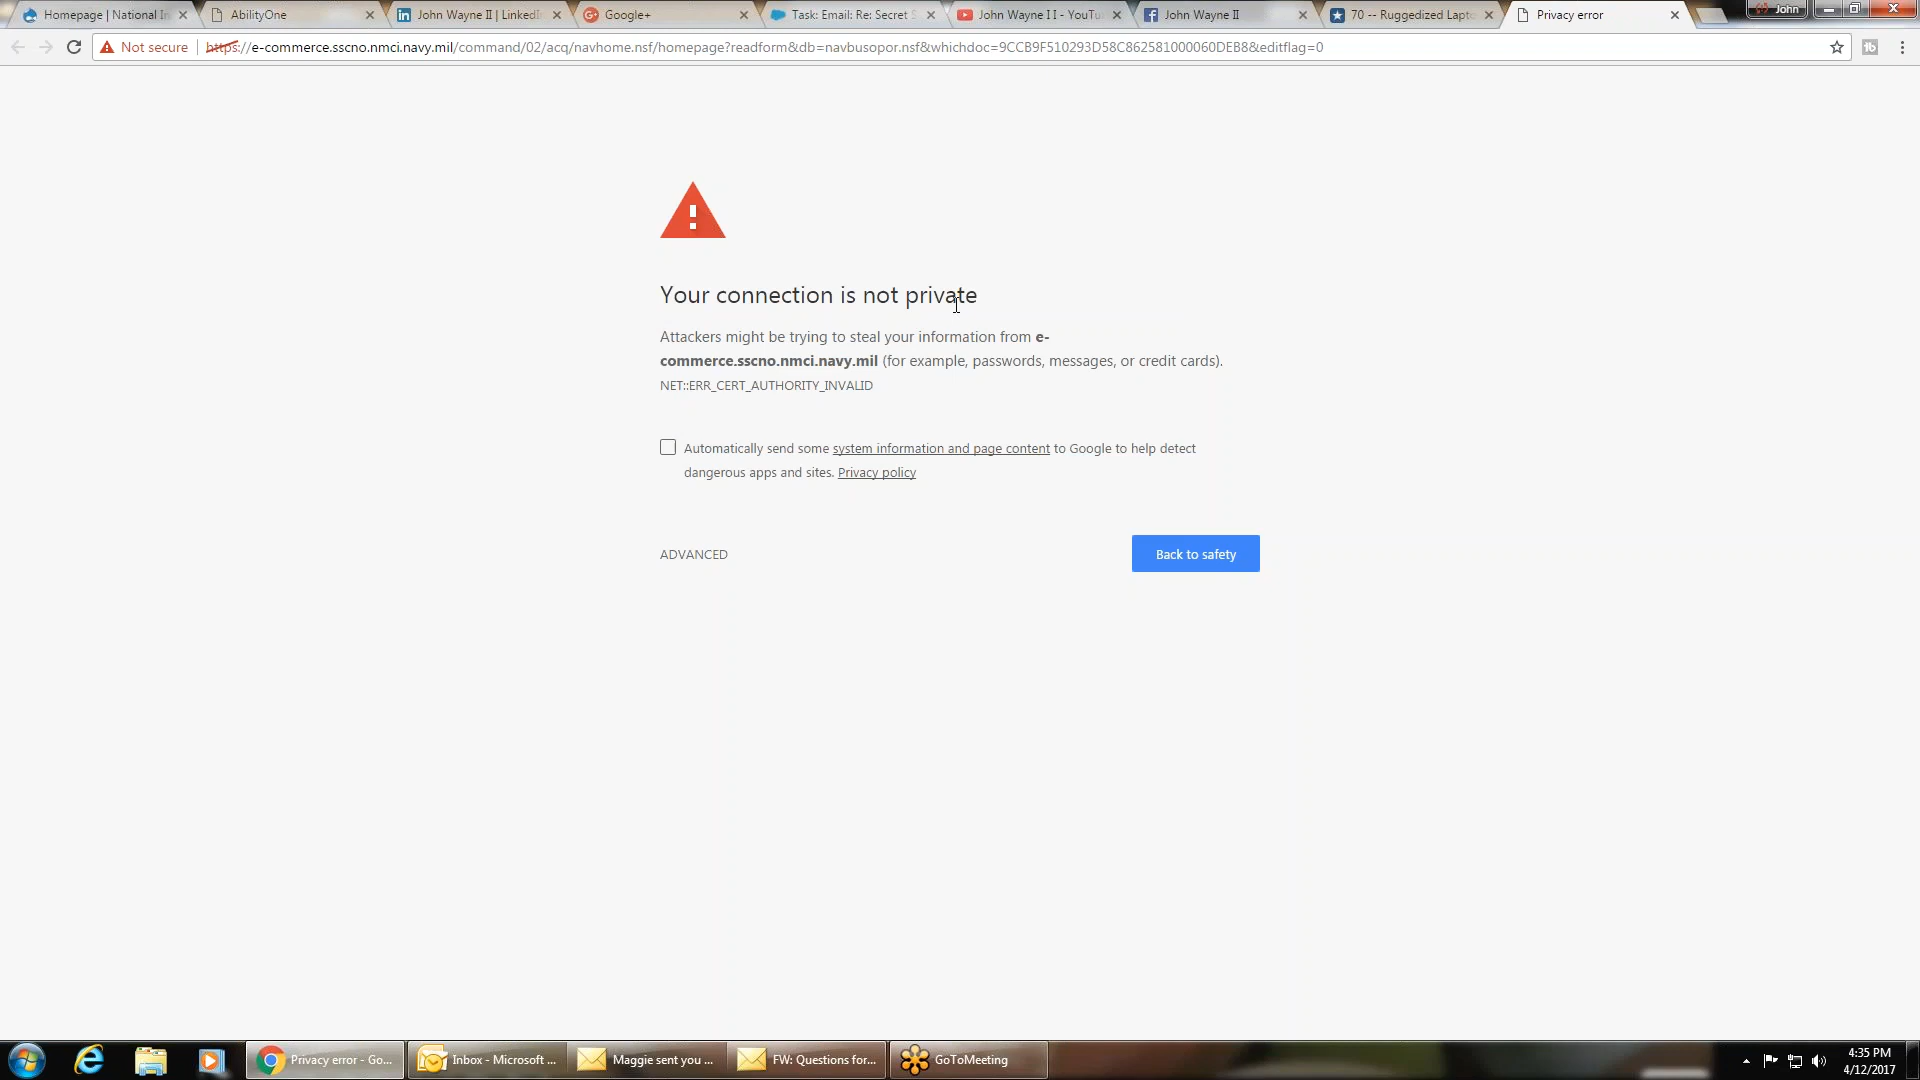 Homepage | National In
AbilityOne
John Wayne II | LinkedIn
Google+
Task: Email: Re: Secret S
John Wayne I I - YouTu
John Wayne II
70 -- Ruggedized Lapto
Privacy error
John
Not secure
https://e-commerce.sscno.nmci.navy.mil/command/02/acq/navhome.nsf/homepage?readform&db=navbusopor.nsf&whichdoc=9CCB9F510293D58C862581000060DEB8&editflag=0
Your connection is not private
Attackers might be trying to steal your information from e-
commerce.sscno.nmci.navy.mil (for example, passwords, messages, or credit cards).
NET::ERR_CERT_AUTHORITY_INVALID
Automatically send some system information and page content to Google to help detect
dangerous apps and sites. Privacy policy
ADVANCED
Back to safety
Privacy error - Go...
Inbox - Microsoft ...
Maggie sent you ...
FW: Questions for...
GoToMeeting
4:35 PM
4/12/2017